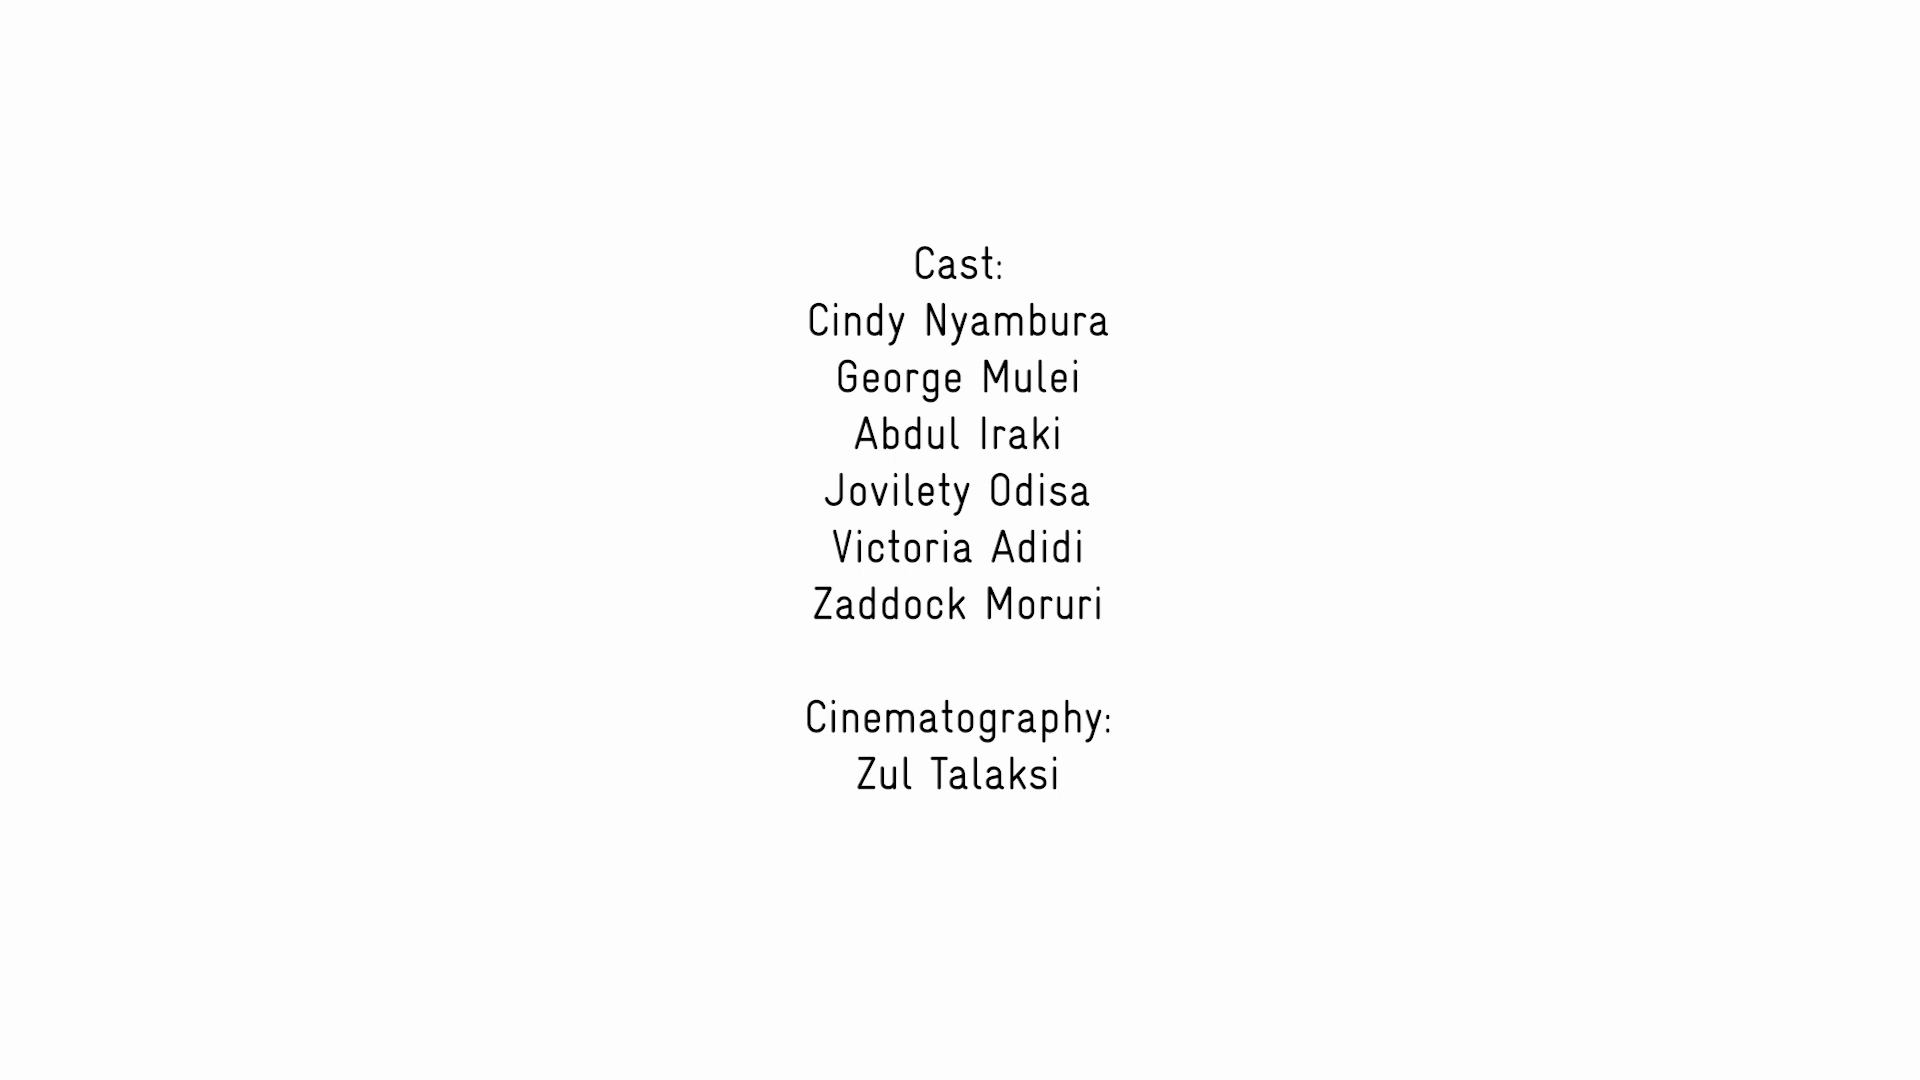 Cast:
Cindy Nyambura
George Mulei
Abdul Iraki
Jovilety Odisa
Victoria Adidi
Zaddock Moruri
Cinematography:
Zul Talaksi